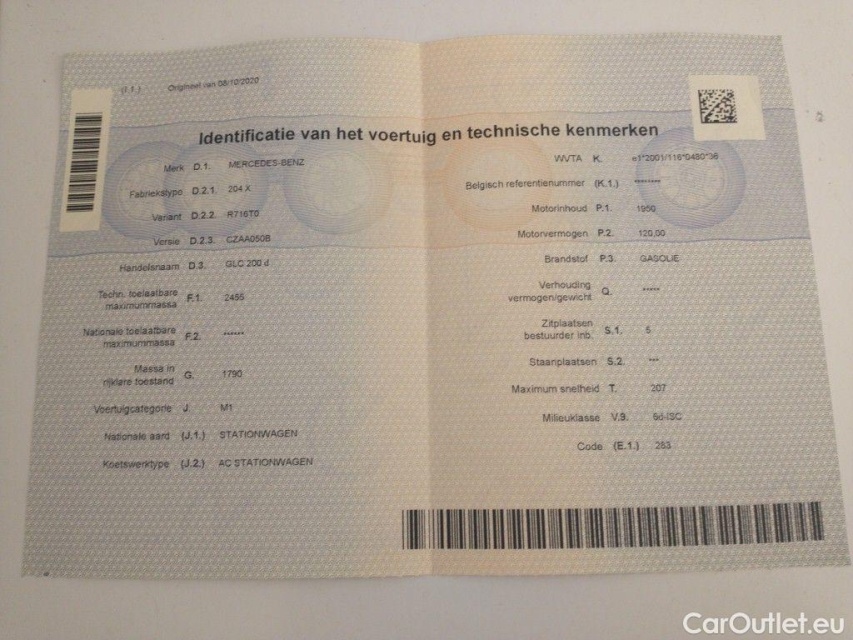 (I.1.) Origineel van 08/10/2020
Identificatie van het voertuig en technische kenmerken
Merk D.1. MERCEDES-BENZ
Fabriekstype D.2.1. 204 X
Variant D.2.2. R716T0
Versie D.2.3. CZAA050B
Handelsnaam D.3. GLC 200 d
Techn. toelaatbare
maximummassa F.1. 2455
Nationale toelaatbare
maximummassa F.2. ******
Massa in
rijklare toestand G. 1790
Voertuigcategorie J. M1
Nationale aard (J.1.) STATIONWAGEN
Koetswerktype (J.2.) AC STATIONWAGEN
WVTA K. e1*2001/116*0480*36
Belgisch referentienummer (K.1.) ********
Motorinhoud P.1. 1950
Motorvermogen P.2. 120,00
Brandstof P.3. GASOLIE
Verhouding
vermogen/gewicht Q. *****
Zitplaatsen
bestuurder inb. S.1. 5
Staanplaatsen S.2. ***
Maximum snelheid T. 207
Milieuklasse V.9. 6d-ISC
Code (E.1.) 283
CarOutlet.eu